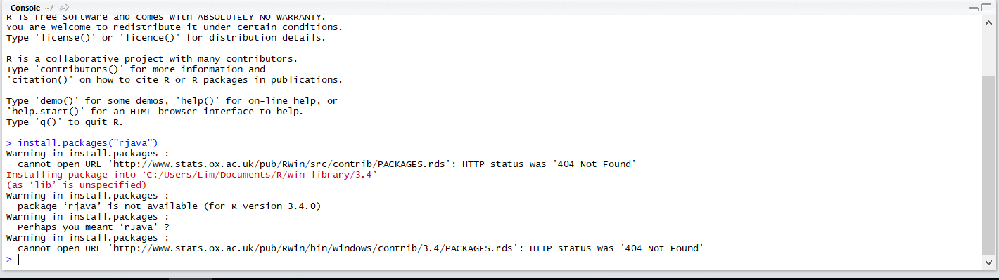 Console ~/
R is free software and comes with ABSOLUTELY NO WARRANTY.
You are welcome to redistribute it under certain conditions.
Type 'license()' or 'licence()' for distribution details.
R is a collaborative project with many contributors.
Type 'contributors()' for more information and
'citation()' on how to cite R or R packages in publications.
Type 'demo()' for some demos, 'help()' for on-line help, or
'help.start()' for an HTML browser interface to help.
Type 'q()' to quit R.
> install.packages("rjava")
Warning in install.packages :
cannot open URL 'http://www.stats.ox.ac.uk/pub/RWin/src/contrib/PACKAGES.rds': HTTP status was '404 Not Found'
Installing package into ‘C:/Users/Lim/Documents/R/win-library/3.4’
(as ‘lib’ is unspecified)
Warning in install.packages :
package ‘rjava’ is not available (for R version 3.4.0)
Warning in install.packages :
Perhaps you meant ‘rJava’ ?
Warning in install.packages :
cannot open URL 'http://www.stats.ox.ac.uk/pub/RWin/bin/windows/contrib/3.4/PACKAGES.rds': HTTP status was '404 Not Found'
>